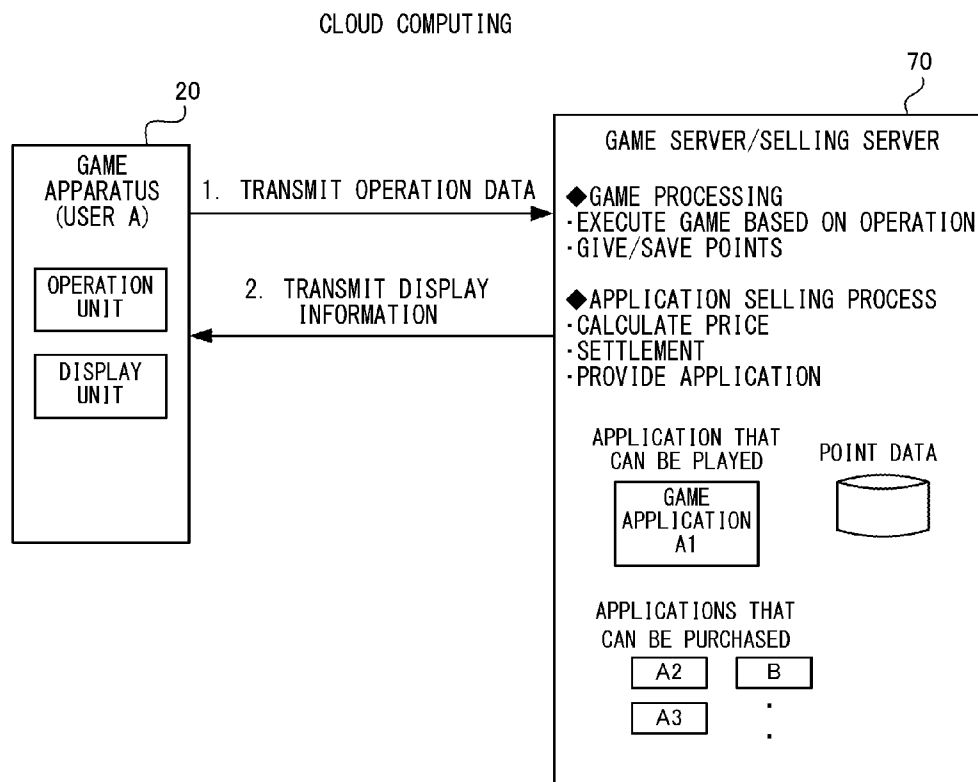 CLOUD COMPUTING
20
70
GAME
APPARATUS
(USER A)
OPERATION
UNIT
DISPLAY
UNIT
1. TRANSMIT OPERATION DATA
2. TRANSMIT DISPLAY
INFORMATION
GAME SERVER/SELLING SERVER
◆GAME PROCESSING
·EXECUTE GAME BASED ON OPERATION
·GIVE/SAVE POINTS
◆APPLICATION SELLING PROCESS
·CALCULATE PRICE
·SETTLEMENT
·PROVIDE APPLICATION
APPLICATION THAT
CAN BE PLAYED
GAME
APPLICATION
A1
POINT DATA
APPLICATIONS THAT
CAN BE PURCHASED
A2
B
A3